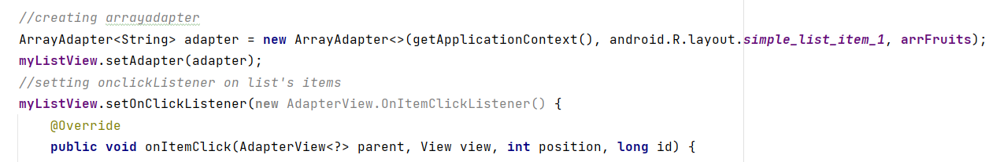 //creating arrayadapter
ArrayAdapter<String> adapter = new ArrayAdapter<>(getApplicationContext(), android.R.layout.simple_list_item_1, arrFruits);
myListView.setAdapter(adapter);
//setting onclickListener on list's items
myListView.setOnClickListener(new AdapterView.OnItemClickListener() {
@Override
public void onItemClick(AdapterView<?> parent, View view, int position, long id) {